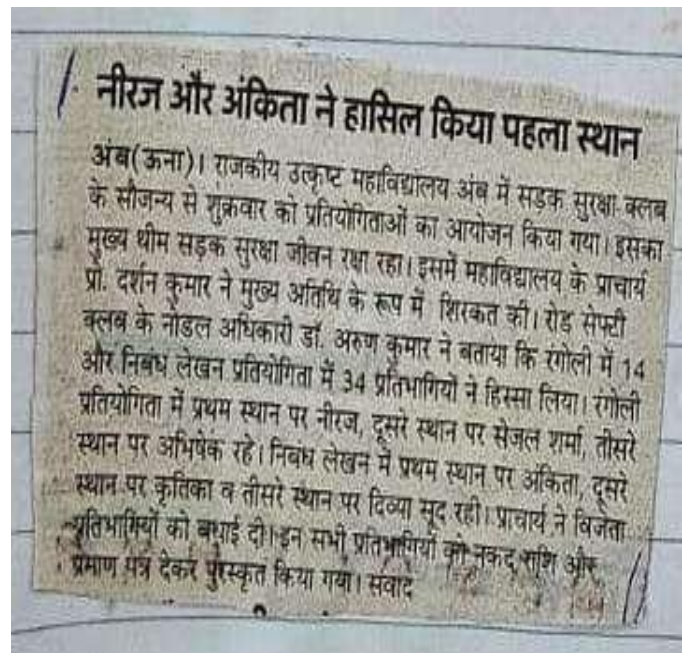 नीरज और अंकिता ने हासिल किया पहला स्थान
अंब(ऊना)। राजकीय उत्कृष्ट महाविद्यालय अंब में सड़क सुरक्षा क्लब
के सौजन्य से शुक्रवार को प्रतियोगिताओं का आयोजन किया गया। इसका
मुख्य थीम सड़क सुरक्षा जीवन रक्षा रहा। इसमें महाविद्यालय के प्राचार्य
प्रो. दर्शन कुमार ने मुख्य अतिथि के रूप में शिरकत की। रोड सेफ्टी
क्लब के नोडल अधिकारी डॉ. अरुण कुमार ने बताया कि रंगोली में 14
और निबंध लेखन प्रतियोगिता में 34 प्रतिभागियों ने हिस्सा लिया। रंगोली
प्रतियोगिता में प्रथम स्थान पर नीरज, दूसरे स्थान पर सेजल शर्मा, तीसरे
स्थान पर अभिषेक रहे। निबंध लेखन में प्रथम स्थान पर अंकिता, दूसरे
स्थान पर कृतिका व तीसरे स्थान पर दिव्या सूद रही। प्राचार्य ने विजेता
प्रतिभागियों को बधाई दी। इन सभी प्रतिभागियों को नकद राशि और
प्रमाण पत्र देकर पुरस्कृत किया गया। संवाद